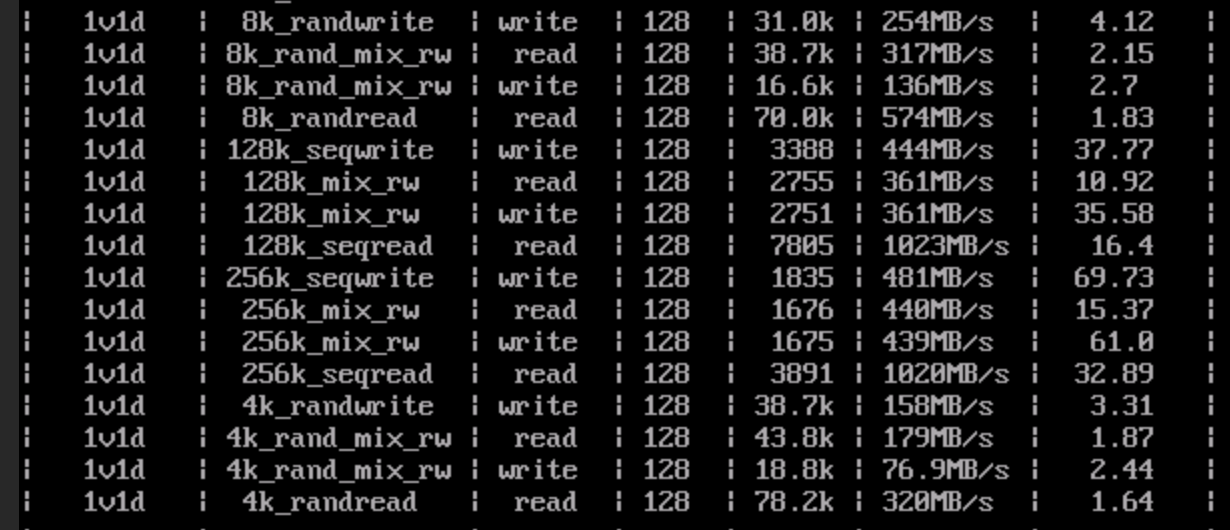 ¦ 1v1d ¦ 8k_randwrite ¦ write ¦ 128 ¦ 31.0k ¦ 254MB/s ¦ 4.12 ¦
¦ 1v1d ¦ 8k_rand_mix_rw ¦ read ¦ 128 ¦ 38.7k ¦ 317MB/s ¦ 2.15 ¦
¦ 1v1d ¦ 8k_rand_mix_rw ¦ write ¦ 128 ¦ 16.6k ¦ 136MB/s ¦ 2.7 ¦
¦ 1v1d ¦ 8k_randread ¦ read ¦ 128 ¦ 70.0k ¦ 574MB/s ¦ 1.83 ¦
¦ 1v1d ¦ 128k_seqwrite ¦ write ¦ 128 ¦ 3388 ¦ 444MB/s ¦ 37.77 ¦
¦ 1v1d ¦ 128k_mix_rw ¦ read ¦ 128 ¦ 2755 ¦ 361MB/s ¦ 10.92 ¦
¦ 1v1d ¦ 128k_mix_rw ¦ write ¦ 128 ¦ 2751 ¦ 361MB/s ¦ 35.58 ¦
¦ 1v1d ¦ 128k_seqread ¦ read ¦ 128 ¦ 7805 ¦ 1023MB/s ¦ 16.4 ¦
¦ 1v1d ¦ 256k_seqwrite ¦ write ¦ 128 ¦ 1835 ¦ 481MB/s ¦ 69.73 ¦
¦ 1v1d ¦ 256k_mix_rw ¦ read ¦ 128 ¦ 1676 ¦ 440MB/s ¦ 15.37 ¦
¦ 1v1d ¦ 256k_mix_rw ¦ write ¦ 128 ¦ 1675 ¦ 439MB/s ¦ 61.0 ¦
¦ 1v1d ¦ 256k_seqread ¦ read ¦ 128 ¦ 3891 ¦ 1020MB/s ¦ 32.89 ¦
¦ 1v1d ¦ 4k_randwrite ¦ write ¦ 128 ¦ 38.7k ¦ 158MB/s ¦ 3.31 ¦
¦ 1v1d ¦ 4k_rand_mix_rw ¦ read ¦ 128 ¦ 43.8k ¦ 179MB/s ¦ 1.87 ¦
¦ 1v1d ¦ 4k_rand_mix_rw ¦ write ¦ 128 ¦ 18.8k ¦ 76.9MB/s ¦ 2.44 ¦
¦ 1v1d ¦ 4k_randread ¦ read ¦ 128 ¦ 78.2k ¦ 320MB/s ¦ 1.64 ¦